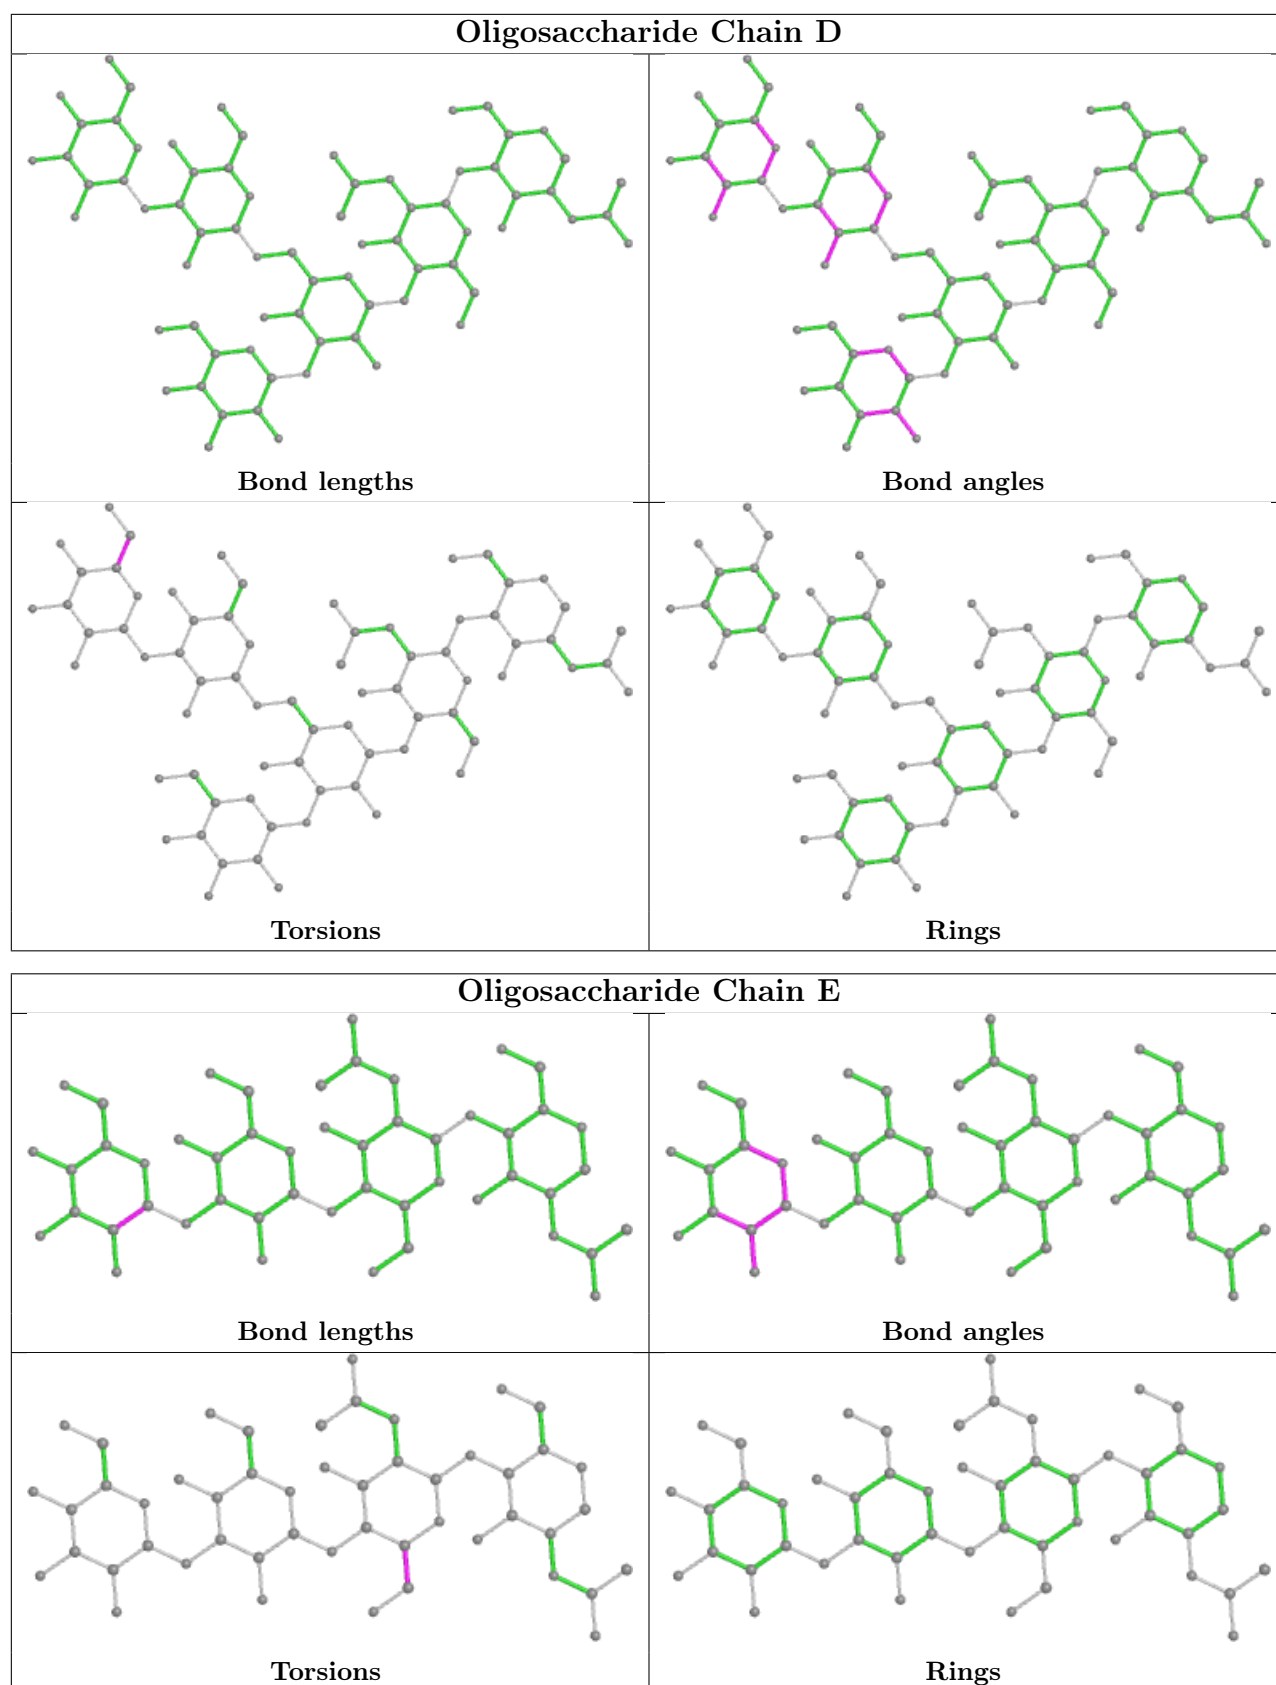 Oligosaccharide Chain D
Bond lengths
Bond angles
Torsions
Rings
Oligosaccharide Chain E
Bond lengths
Bond angles
Torsions
Rings